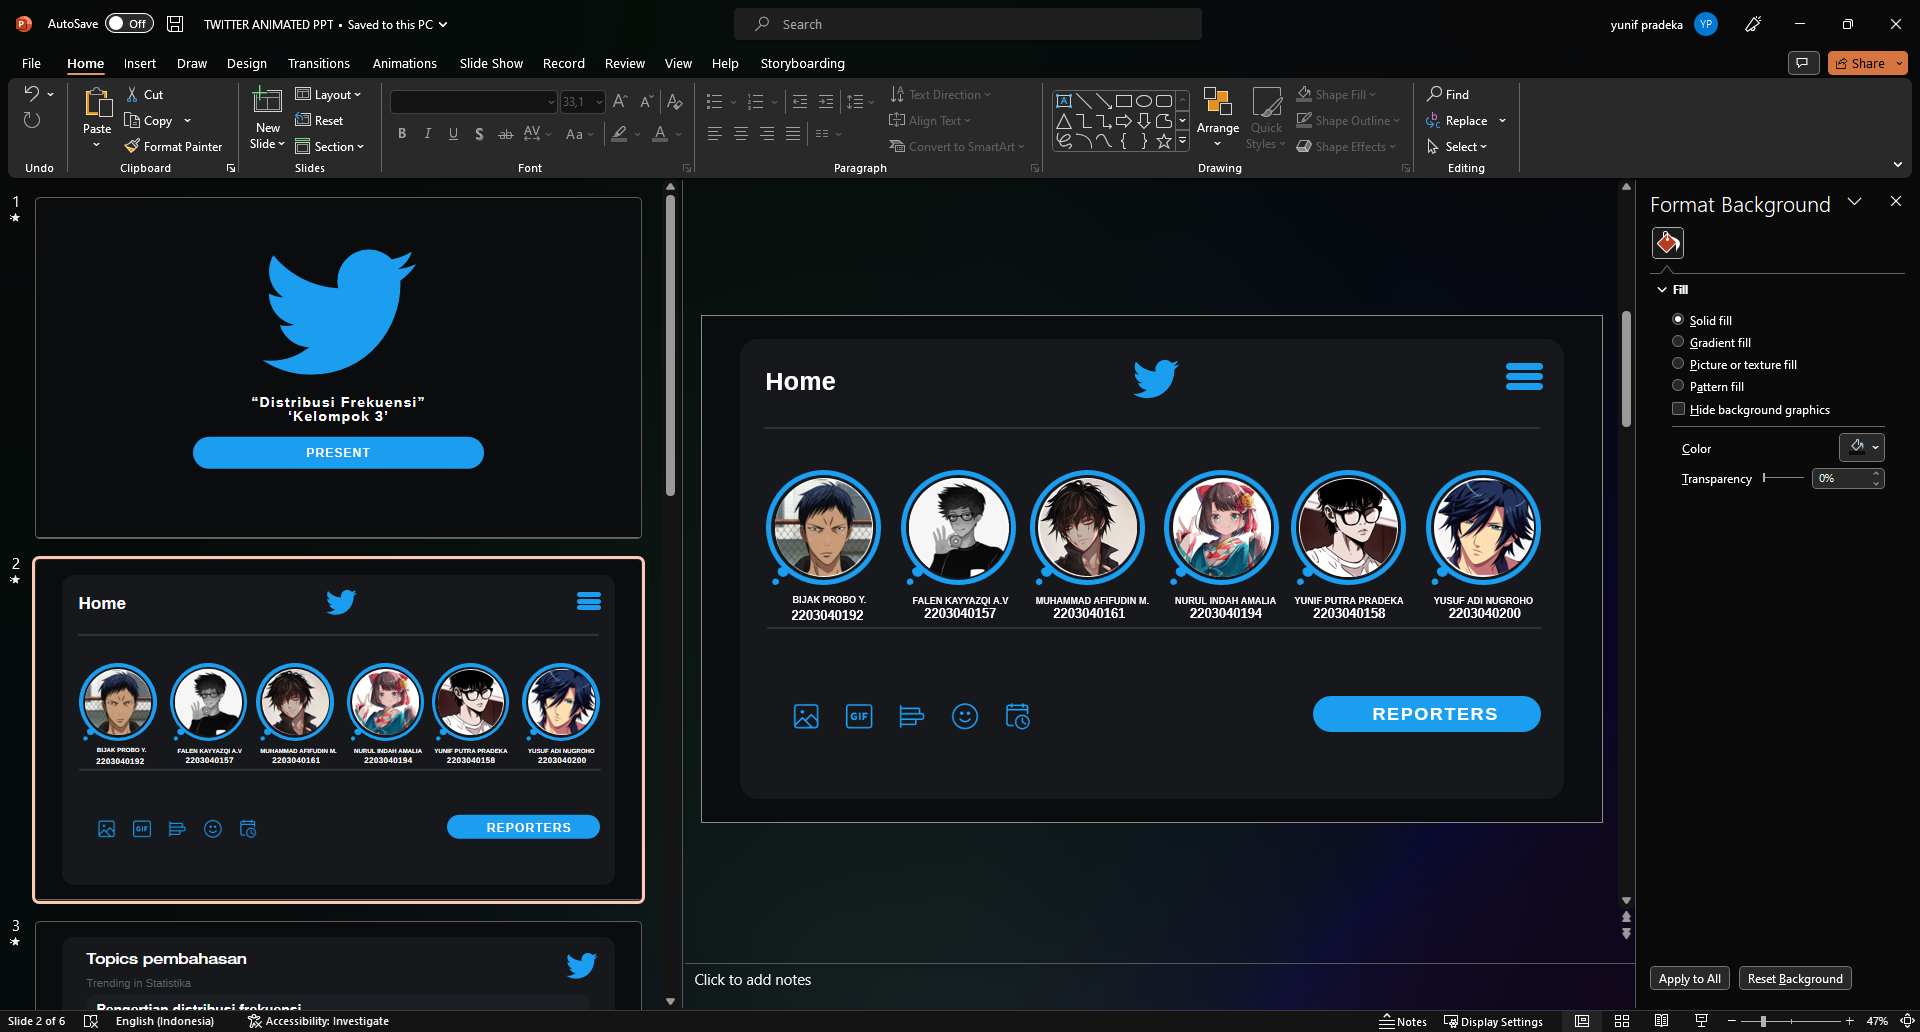 AutoSave Off TWITTER ANIMATED PPT • Saved to this PC Search yunif pradeka YP
File Home Insert Draw Design Transitions Animations Slide Show Record Review View Help Storyboarding Share
Cut Layout 33,1 Text Direction Shape Fill Find
Paste Copy New Slide Reset Align Text Arrange Quick Styles Shape Outline Replace
Format Painter Section Convert to SmartArt Shape Effects Select
Undo Clipboard Slides Font Paragraph Drawing Editing
1
“Distribusi Frekuensi”
‘Kelompok 3’
PRESENT
2
Home
BIJAK PROBO Y. FALEN KAYYAZQI A.V MUHAMMAD AFIFUDIN M. NURUL INDAH AMALIA YUNIF PUTRA PRADEKA YUSUF ADI NUGROHO
2203040192 2203040157 2203040161 2203040194 2203040158 2203040200
GIF REPORTERS
3
Topics pembahasan
Trending in Statistika
Pengertian distribusi frekuensi
Home
BIJAK PROBO Y. FALEN KAYYAZQI A.V MUHAMMAD AFIFUDIN M. NURUL INDAH AMALIA YUNIF PUTRA PRADEKA YUSUF ADI NUGROHO
2203040192 2203040157 2203040161 2203040194 2203040158 2203040200
GIF REPORTERS
Click to add notes
Format Background
Fill
Solid fill
Gradient fill
Picture or texture fill
Pattern fill
Hide background graphics
Color
Transparency 0%
Apply to All Reset Background
Slide 2 of 6 English (Indonesia) Accessibility: Investigate Notes Display Settings 47%